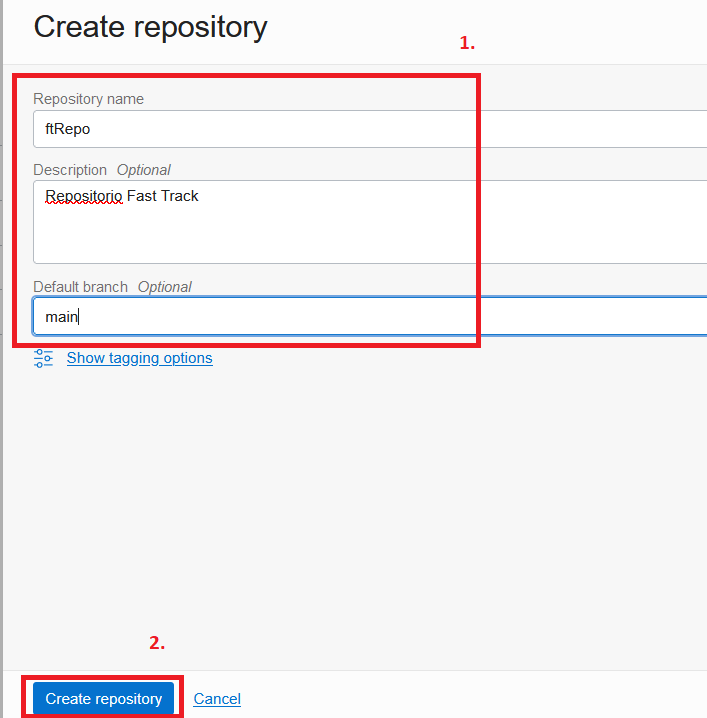 Create repository
1.
Repository name
ftRepo
Description Optional
Repositorio Fast Track
Default branch Optional
main
Show tagging options
2.
Create repository Cancel